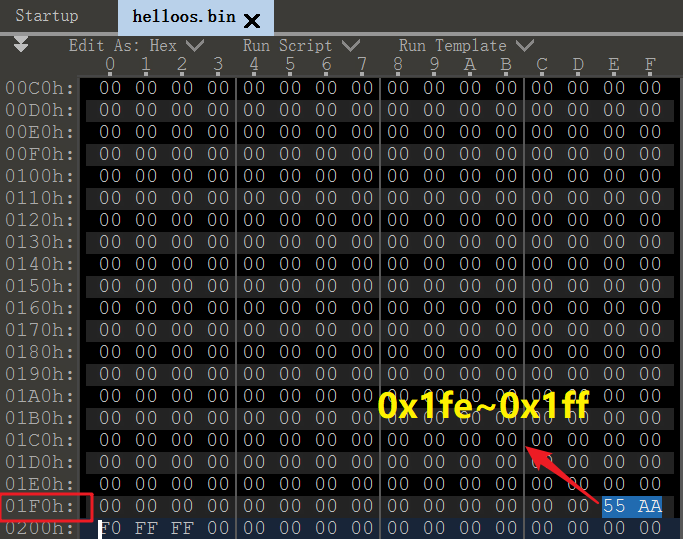 Startup helloos.bin
Edit As: Hex Run Script Run Template
0 1 2 3 4 5 6 7 8 9 A B C D E F
00C0h: 00 00 00 00 00 00 00 00 00 00 00 00 00 00 00 00
00D0h: 00 00 00 00 00 00 00 00 00 00 00 00 00 00 00 00
00E0h: 00 00 00 00 00 00 00 00 00 00 00 00 00 00 00 00
00F0h: 00 00 00 00 00 00 00 00 00 00 00 00 00 00 00 00
0100h: 00 00 00 00 00 00 00 00 00 00 00 00 00 00 00 00
0110h: 00 00 00 00 00 00 00 00 00 00 00 00 00 00 00 00
0120h: 00 00 00 00 00 00 00 00 00 00 00 00 00 00 00 00
0130h: 00 00 00 00 00 00 00 00 00 00 00 00 00 00 00 00
0140h: 00 00 00 00 00 00 00 00 00 00 00 00 00 00 00 00
0150h: 00 00 00 00 00 00 00 00 00 00 00 00 00 00 00 00
0160h: 00 00 00 00 00 00 00 00 00 00 00 00 00 00 00 00
0170h: 00 00 00 00 00 00 00 00 00 00 00 00 00 00 00 00
0180h: 00 00 00 00 00 00 00 00 00 00 00 00 00 00 00 00
0190h: 00 00 00 00 00 00 00 00 00 00 00 00 00 00 00 00
01A0h: 00 00 00 00 00 00 00 00 00 00 00 00 00 00 00 00
0x1fe~0x1ff
01B0h: 00 00 00 00 00 00 00 00 00 00 00 00 00 00 00 00
01C0h: 00 00 00 00 00 00 00 00 00 00 00 00 00 00 00 00
01D0h: 00 00 00 00 00 00 00 00 00 00 00 00 00 00 00 00
01E0h: 00 00 00 00 00 00 00 00 00 00 00 00 00 00 00 00
01F0h: 00 00 00 00 00 00 00 00 00 00 00 00 00 00 55 AA
0200h: F0 FF FF 00 00 00 00 00 00 00 00 00 00 00 00 00